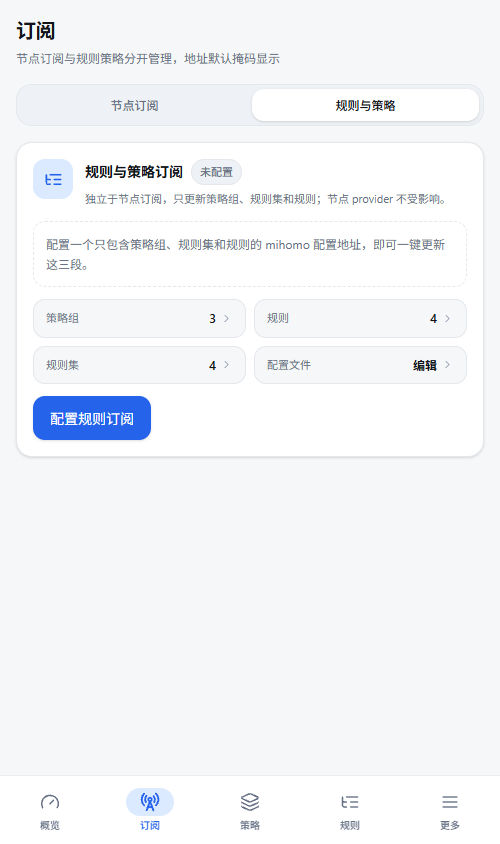 订阅
节点订阅与规则策略分开管理，地址默认掩码显示
节点订阅
规则与策略
规则与策略订阅
未配置
独立于节点订阅，只更新策略组、规则集和规则；节点 provider 不受影响。
配置一个只包含策略组、规则集和规则的 mihomo 配置地址，即可一键更新
这三段。
策略组 3
规则 4
规则集 4
配置文件 编辑
配置规则订阅
概览
订阅
策略
规则
更多